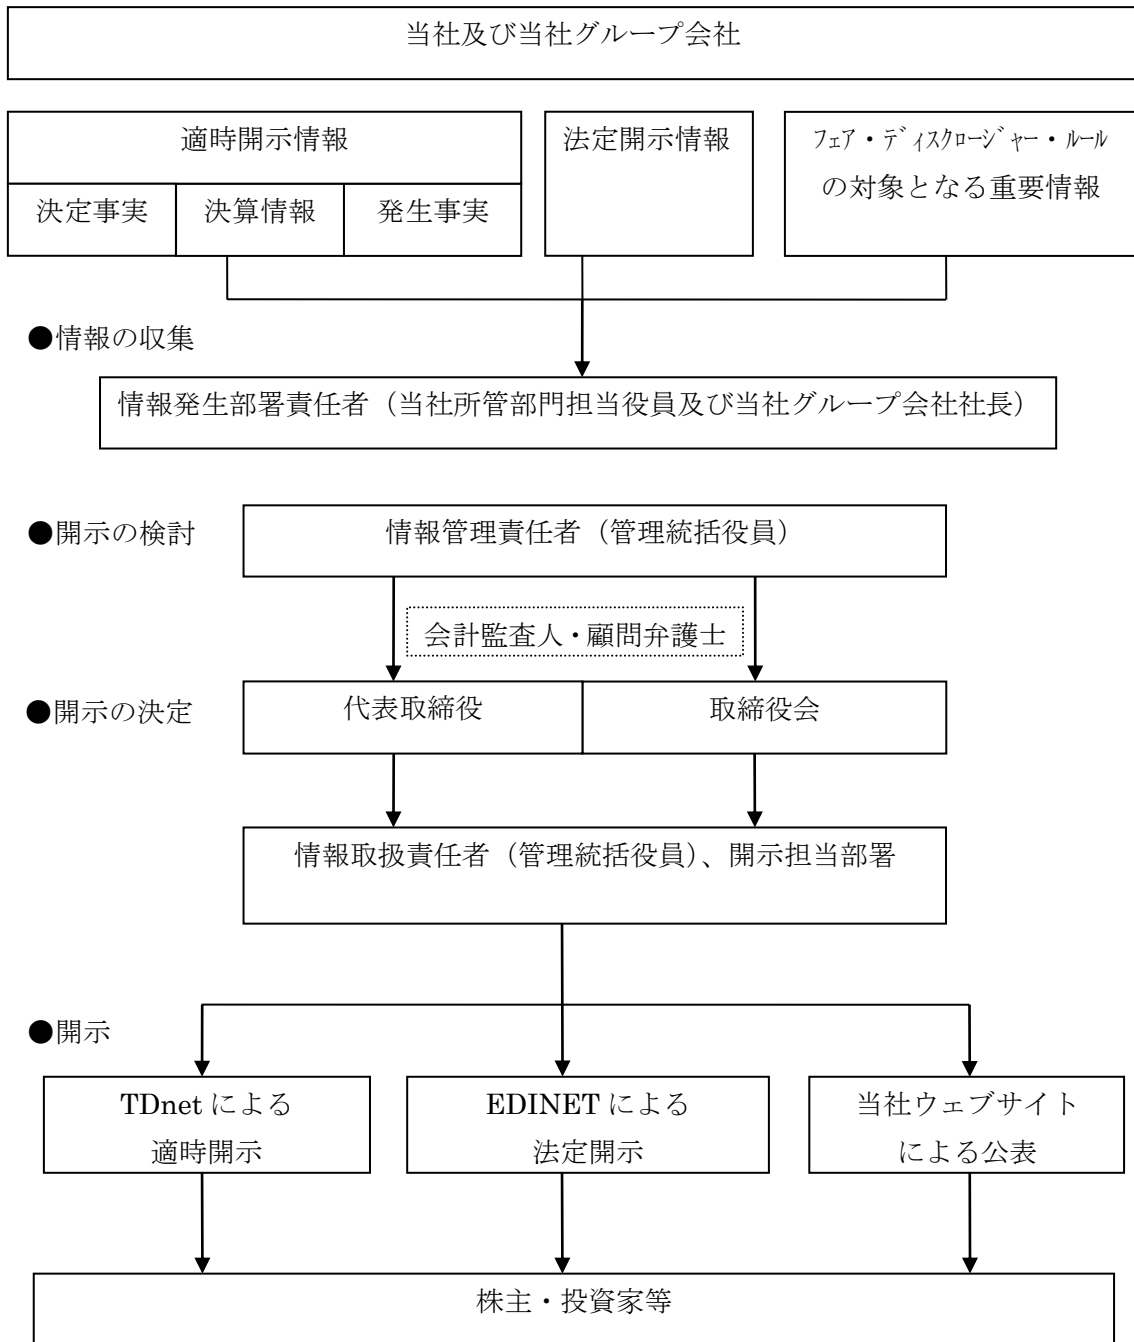 当社及び当社グループ会社
適時開示情報
決定事実
決算情報
発生事実
法定開示情報
フェア・ディスクロージャー・ルール
の対象となる重要情報
●情報の収集
情報発生部署責任者（当社所管部門担当役員及び当社グループ会社社長）
●開示の検討
情報管理責任者（管理統括役員）
会計監査人・顧問弁護士
●開示の決定
代表取締役
取締役会
情報取扱責任者（管理統括役員）、開示担当部署
●開示
TDnet による
適時開示
EDINET による
法定開示
当社ウェブサイト
による公表
株主・投資家等